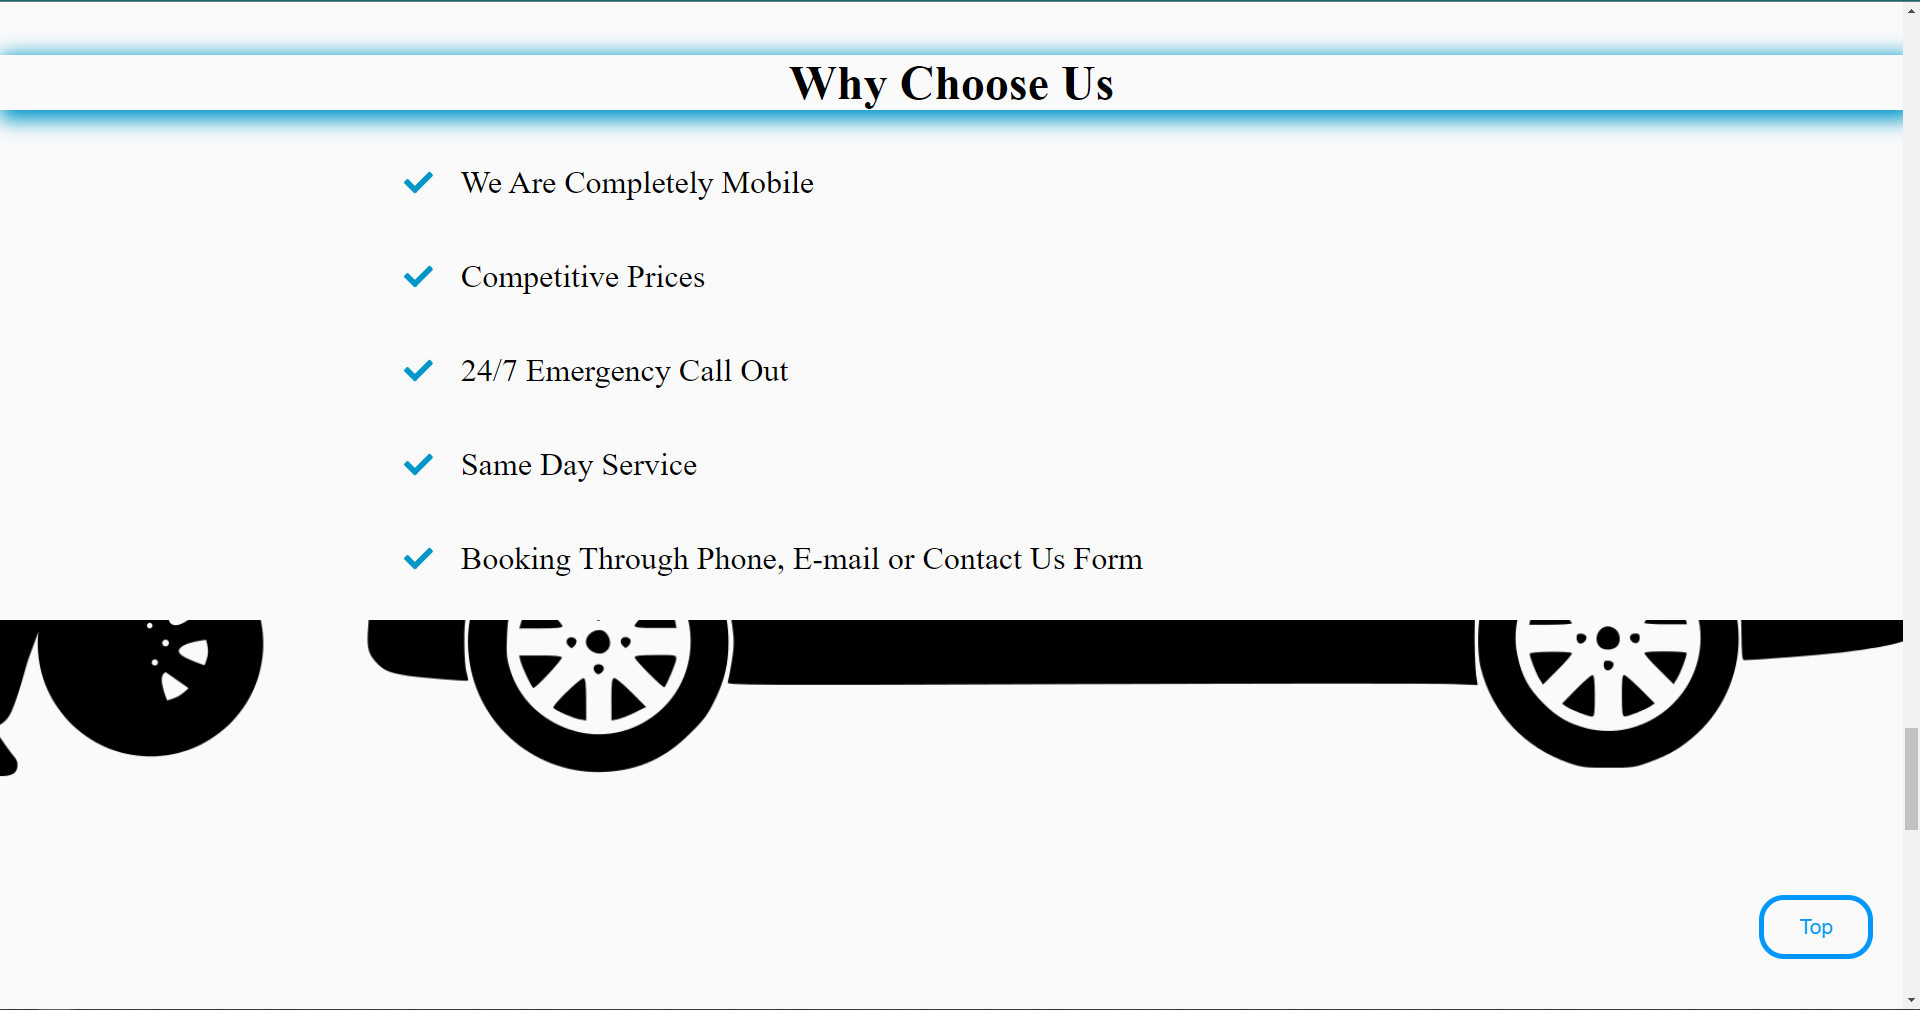 Why Choose Us
We Are Completely Mobile
Competitive Prices
24/7 Emergency Call Out
Same Day Service
Booking Through Phone, E-mail or Contact Us Form
Top